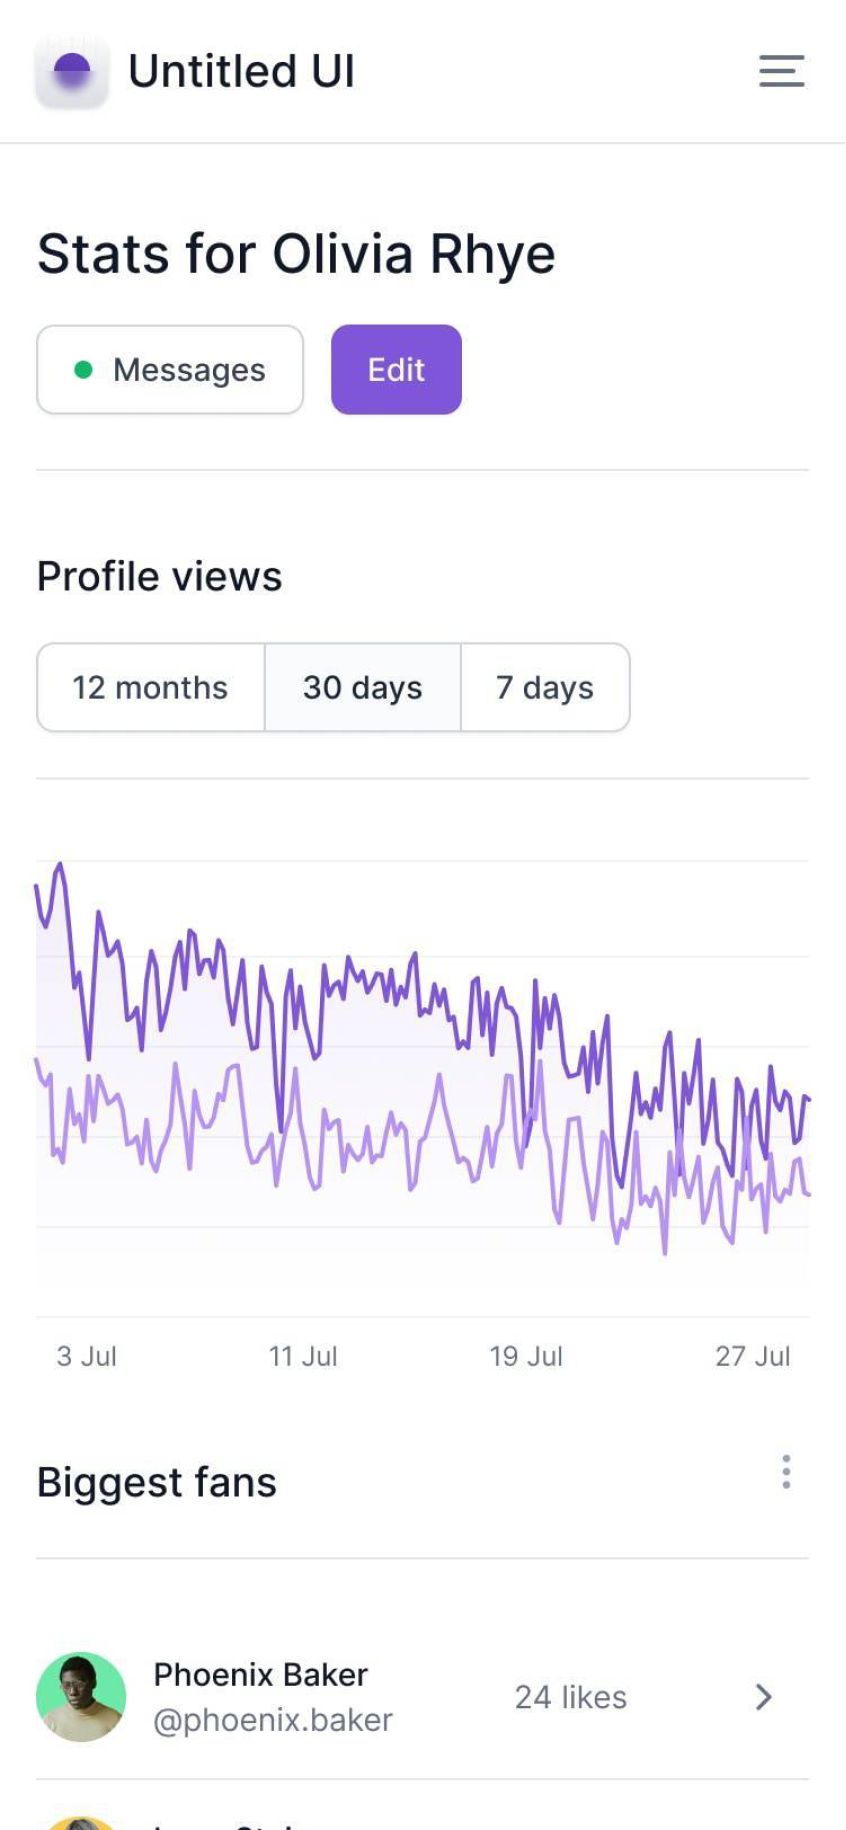 Untitled UI
Stats for Olivia Rhye
Messages
Edit
Profile views
12 months
30 days
7 days
3 Jul
11 Jul
19 Jul
27 Jul
Biggest fans
Phoenix Baker
@phoenix.baker
24 likes